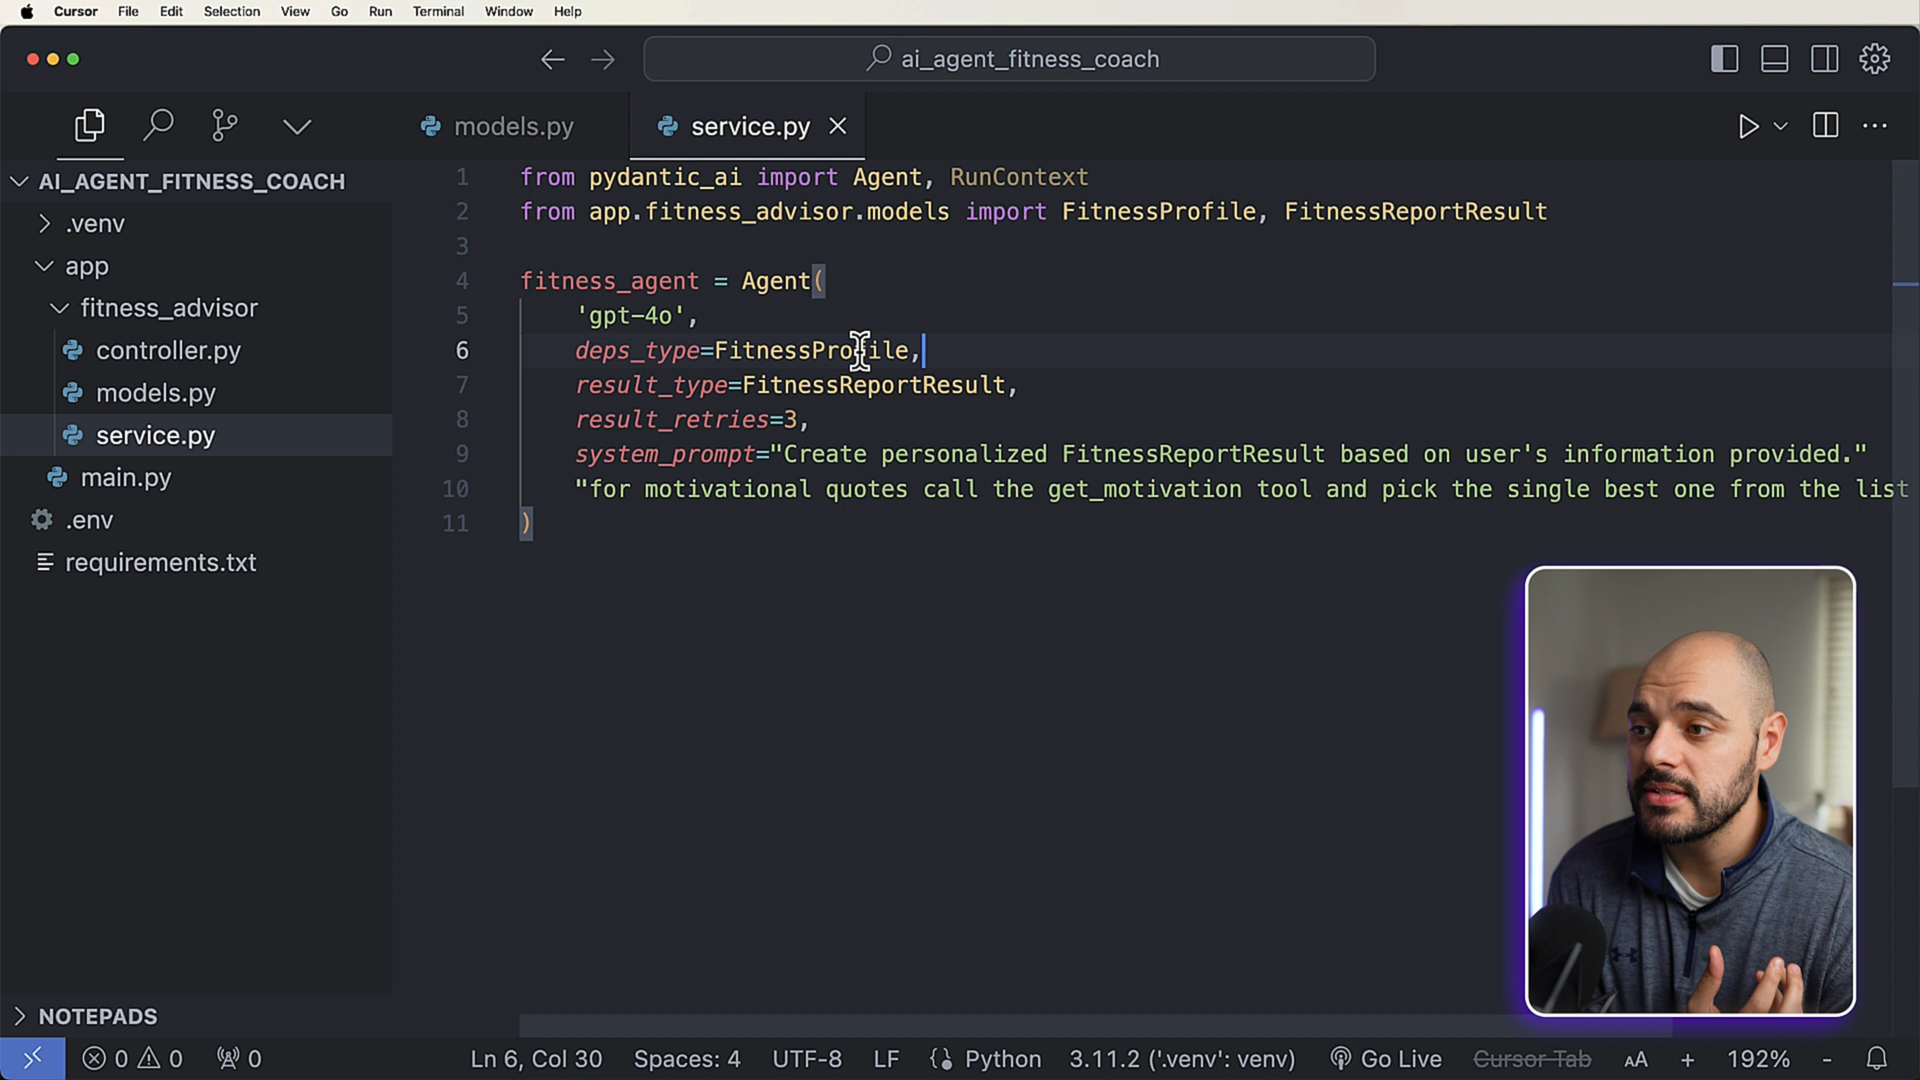 Cursor File Edit Selection View Go Run Terminal Window Help
ai_agent_fitness_coach
models.py
service.py
AI_AGENT_FITNESS_COACH
.venv
app
fitness_advisor
controller.py
models.py
service.py
main.py
.env
requirements.txt
NOTEPADS
1 from pydantic_ai import Agent, RunContext
2 from app.fitness_advisor.models import FitnessProfile, FitnessReportResult
3
4 fitness_agent = Agent(
5 'gpt-4o',
6 deps_type=FitnessProfile,
7 result_type=FitnessReportResult,
8 result_retries=3,
9 system_prompt="Create personalized FitnessReportResult based on user's information provided."
10 "for motivational quotes call the get_motivation tool and pick the single best one from the list
11 )
0 0 0 Ln 6, Col 30 Spaces: 4 UTF-8 LF Python 3.11.2 ('.venv': venv) Go Live Cursor Tab AA + 192% -